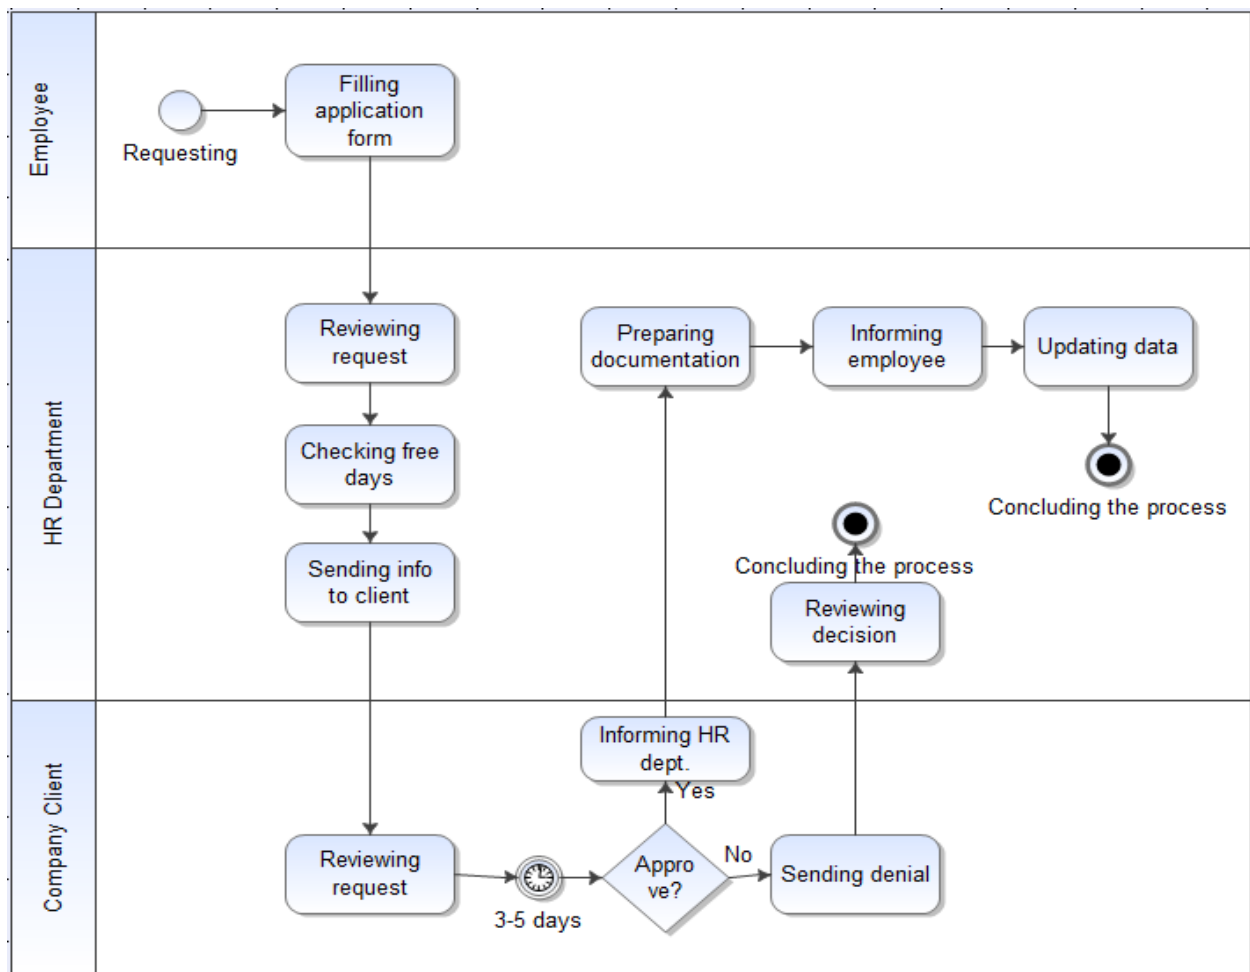 Employee
Requesting
Filling
application
form
HR Department
Reviewing
request
Checking free
days
Sending info
to client
Preparing
documentation
Informing
employee
Updating data
Concluding the process
Concluding the process
Reviewing
decision
Company Client
Reviewing
request
3-5 days
Appro
ve?
Yes
Informing HR
dept.
No
Sending denial